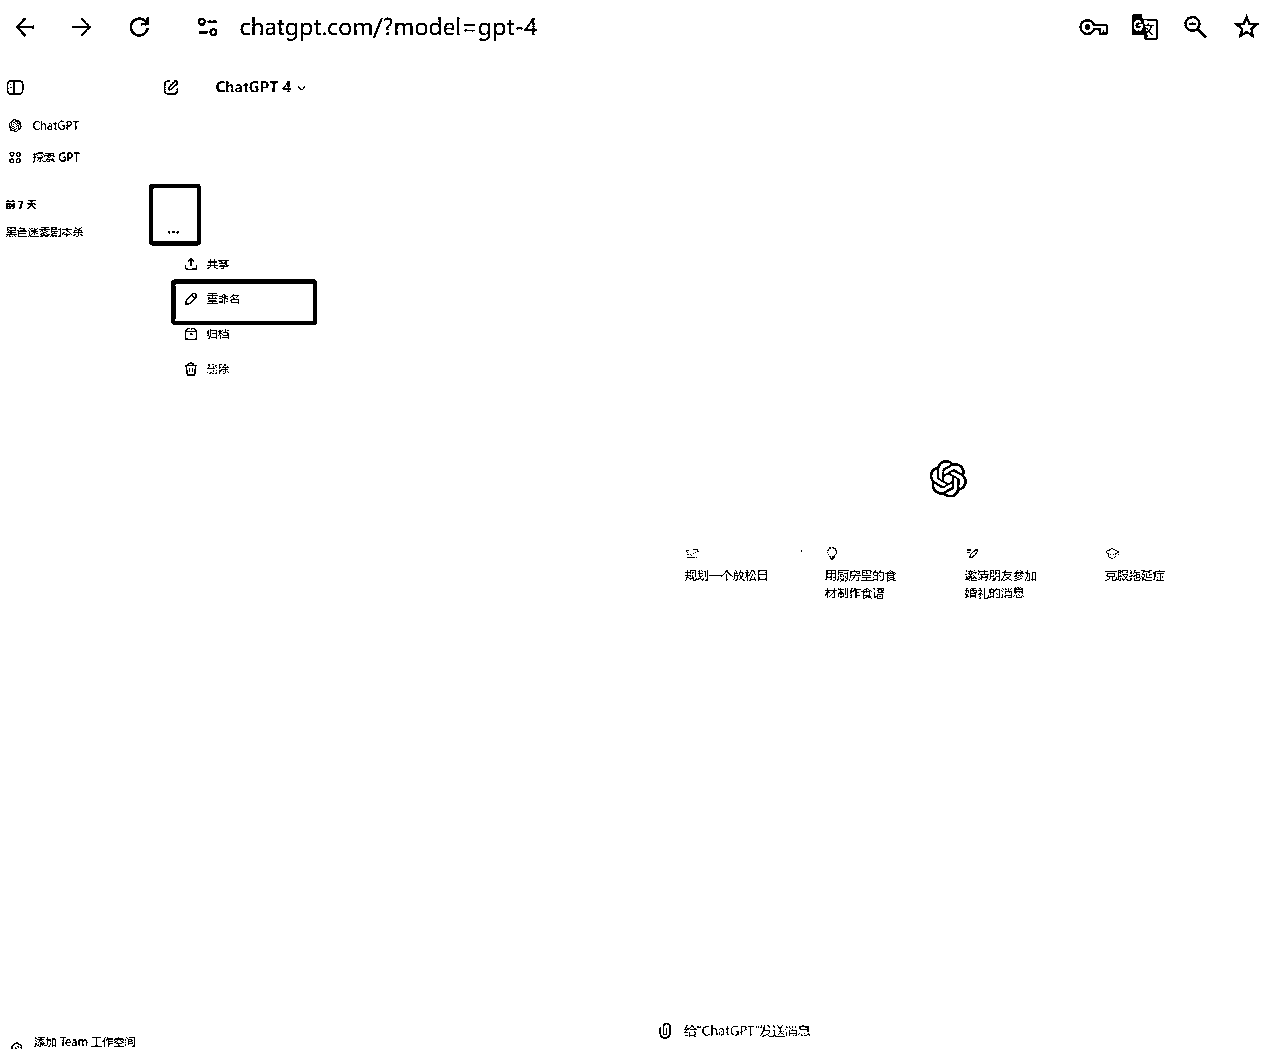 chatgpt.com/?model=gpt-4
ChatGPT 4
ChatGPT
探索 GPT
前 7 天
黑色迷雾剧本杀
...
共享
重命名
归档
删除
规划一个放松日
用厨房里的食
材制作食谱
邀请朋友参加
婚礼的消息
克服拖延症
给“ChatGPT”发送消息
添加 Team 工作空间